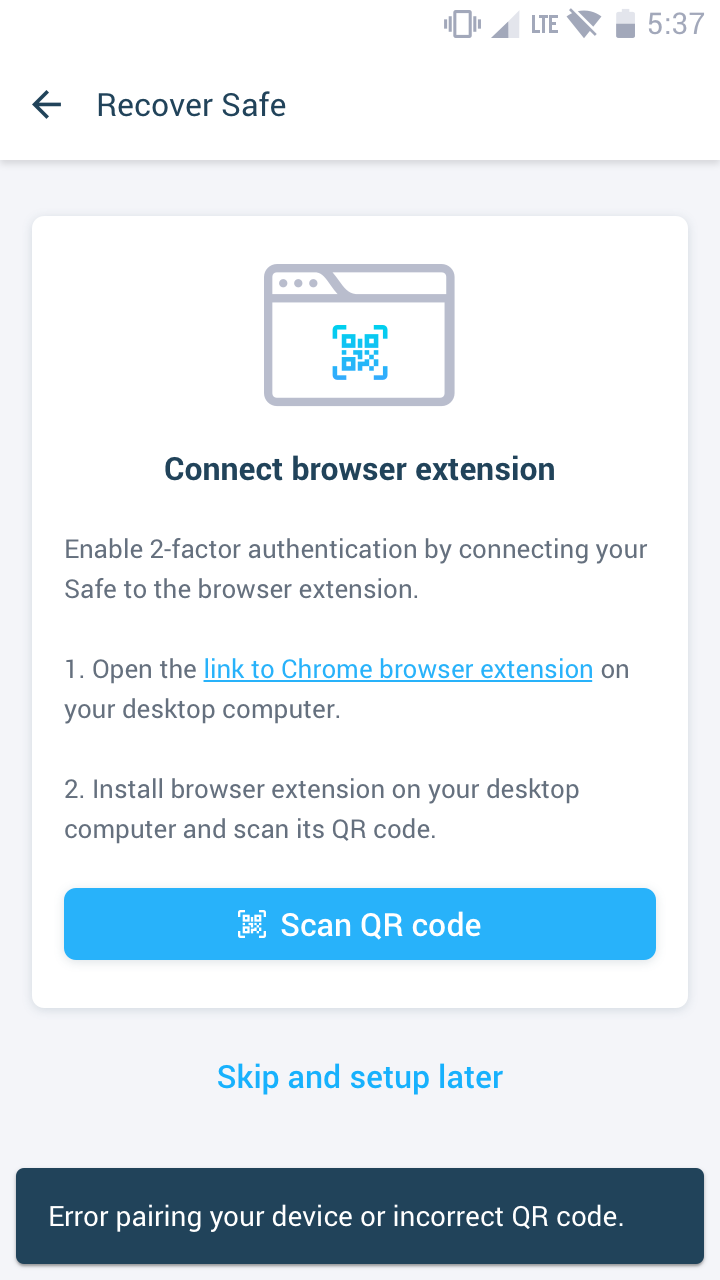 LTE 5:37
Recover Safe
Connect browser extension
Enable 2-factor authentication by connecting your
Safe to the browser extension.
1. Open the link to Chrome browser extension on
your desktop computer.
2. Install browser extension on your desktop
computer and scan its QR code.
Scan QR code
Skip and setup later
Error pairing your device or incorrect QR code.